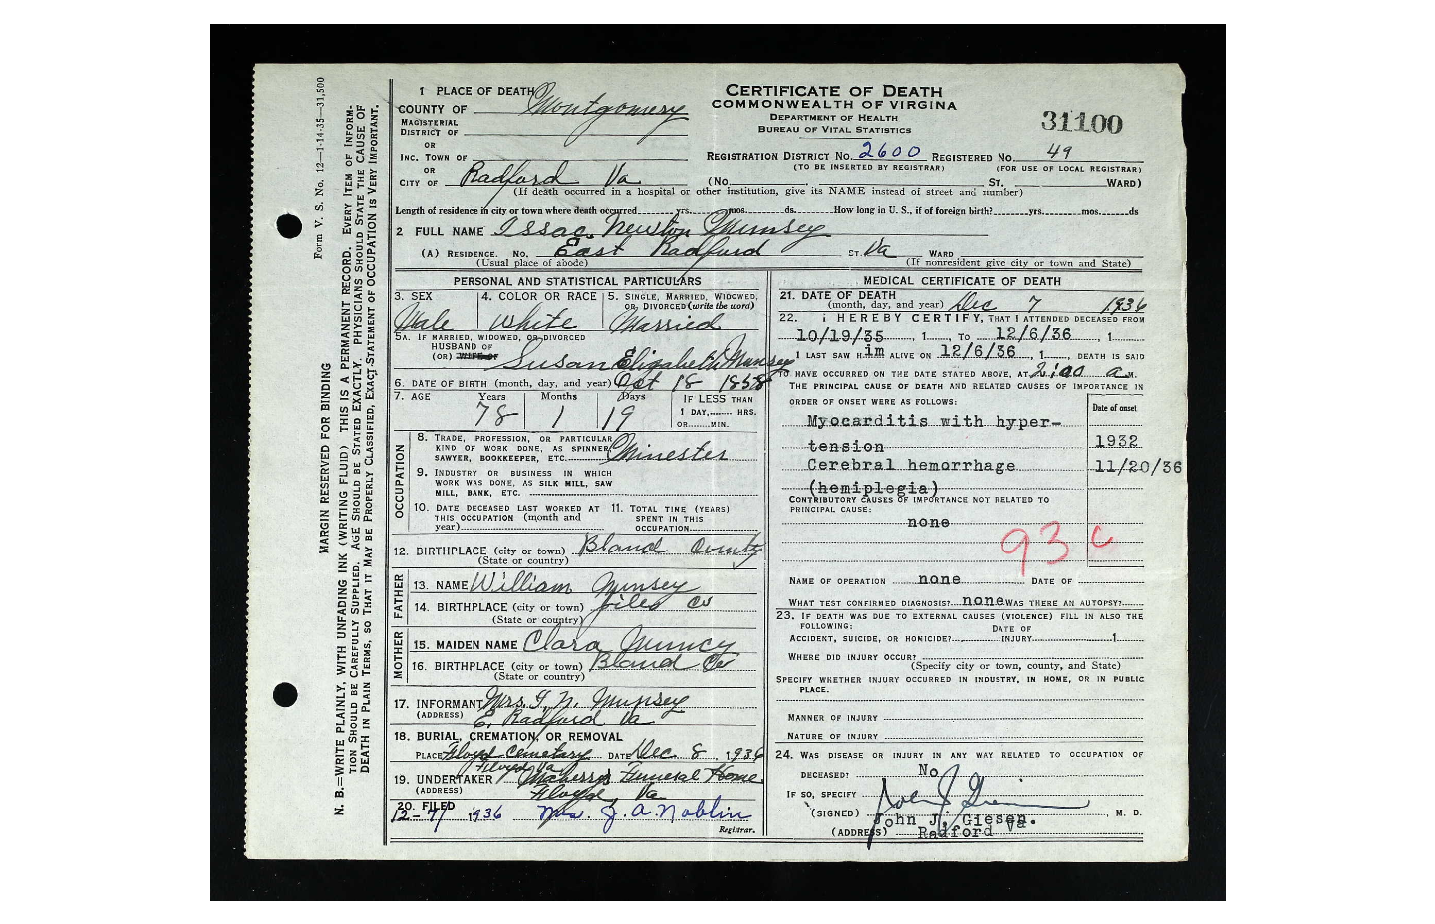 Form V. S. No. 12—1-14-35—31,500
MARGIN RESERVED FOR BINDING
N. B.—WRITE PLAINLY, WITH UNFADING INK (WRITING FLUID) THIS IS A PERMANENT RECORD. EVERY ITEM OF INFORM-
TION SHOULD BE CAREFULLY SUPPLIED. AGE SHOULD BE STATED EXACTLY. PHYSICIANS SHOULD STATE THE CAUSE OF
DEATH IN PLAIN TERMS, SO THAT IT MAY BE PROPERLY CLASSIFIED, EXACT STATEMENT OF OCCUPATION IS VERY IMPORTANT.
CERTIFICATE OF DEATH
COMMONWEALTH OF VIRGINA
DEPARTMENT OF HEALTH
BUREAU OF VITAL STATISTICS
31100
1 PLACE OF DEATH
COUNTY OF Montgomery
MAGISTERIAL
DISTRICT OF
OR
INC. TOWN OF
OR
CITY OF Radford Va
REGISTRATION DISTRICT NO. 2600 REGISTERED NO. 49
(TO BE INSERTED BY REGISTRAR) (FOR USE OF LOCAL REGISTRAR)
(No. ST. WARD)
(If death occurred in a hospital or other institution, give its NAME instead of street and number)
Length of residence in city or town where death occurred yrs. mos. ds. How long in U. S., if of foreign birth? yrs. mos. ds
2 FULL NAME Issac Newton Munsey
(A) RESIDENCE. NO. East Radford ST. Va WARD
(Usual place of abode) (If nonresident give city or town and State)
PERSONAL AND STATISTICAL PARTICULARS
3. SEX 4. COLOR OR RACE 5. SINGLE, MARRIED, WIDOWED,
OR DIVORCED (write the word)
Male White Married
5A. IF MARRIED, WIDOWED, OR DIVORCED
HUSBAND OF
(OR) WIFE OF Susan Elizabeth Munsey
6. DATE OF BIRTH (month, day, and year) Oct 18 1858
7. AGE Years Months Days IF LESS THAN
1 DAY, HRS.
OR MIN.
78 1 19
OCCUPATION
8. TRADE, PROFESSION, OR PARTICULAR
KIND OF WORK DONE, AS SPINNER,
SAWYER, BOOKKEEPER, ETC. Minester
9. INDUSTRY OR BUSINESS IN WHICH
WORK WAS DONE, AS SILK MILL, SAW
MILL, BANK, ETC.
10. DATE DECEASED LAST WORKED AT
THIS OCCUPATION (month and
year)
11. TOTAL TIME (YEARS)
SPENT IN THIS
OCCUPATION
12. BIRTHPLACE (city or town) Bland County
(State or country)
FATHER
13. NAME William Munsey
14. BIRTHPLACE (city or town) Giles Co
(State or country)
MOTHER
15. MAIDEN NAME Clara Muncy
16. BIRTHPLACE (city or town) Bland Co
(State or country)
17. INFORMANT Mrs. I. N. Munsey
(ADDRESS) E. Radford Va
18. BURIAL, CREMATION, OR REMOVAL
PLACE Floyd Cemetary DATE Dec 8, 1936
Floyd Va
19. UNDERTAKER Funeral Home
(ADDRESS) Floyd Va
20. FILED
12-7, 1936 Mrs. J. A. Noblin
Registrar.
MEDICAL CERTIFICATE OF DEATH
21. DATE OF DEATH
(month, day, and year) Dec 7 1936
22. I HEREBY CERTIFY, THAT I ATTENDED DECEASED FROM
10/19/35, 1 TO 12/6/36, 1
I LAST SAW H im ALIVE ON 12/6/36, 1 DEATH IS SAID
TO HAVE OCCURRED ON THE DATE STATED ABOVE, AT 2:00 a M.
THE PRINCIPAL CAUSE OF DEATH AND RELATED CAUSES OF IMPORTANCE IN
ORDER OF ONSET WERE AS FOLLOWS: Date of onset
Myocarditis with hyper-
tension 1932
Cerebral hemorrhage 11/20/36
(hemiplegia)
CONTRIBUTORY CAUSES OF IMPORTANCE NOT RELATED TO
PRINCIPAL CAUSE:
none
93 c
NAME OF OPERATION none DATE OF
WHAT TEST CONFIRMED DIAGNOSIS? none WAS THERE AN AUTOPSY?
23. IF DEATH WAS DUE TO EXTERNAL CAUSES (VIOLENCE) FILL IN ALSO THE
FOLLOWING:
DATE OF
ACCIDENT, SUICIDE, OR HOMICIDE? INJURY 1
WHERE DID INJURY OCCUR?
(Specify city or town, county, and State)
SPECIFY WHETHER INJURY OCCURRED IN INDUSTRY, IN HOME, OR IN PUBLIC
PLACE.
MANNER OF INJURY
NATURE OF INJURY
24. WAS DISEASE OR INJURY IN ANY WAY RELATED TO OCCUPATION OF
DECEASED? No
IF SO, SPECIFY
(SIGNED) John J. Giesen, M. D.
John J. Giesen.
(ADDRESS) Radford Va